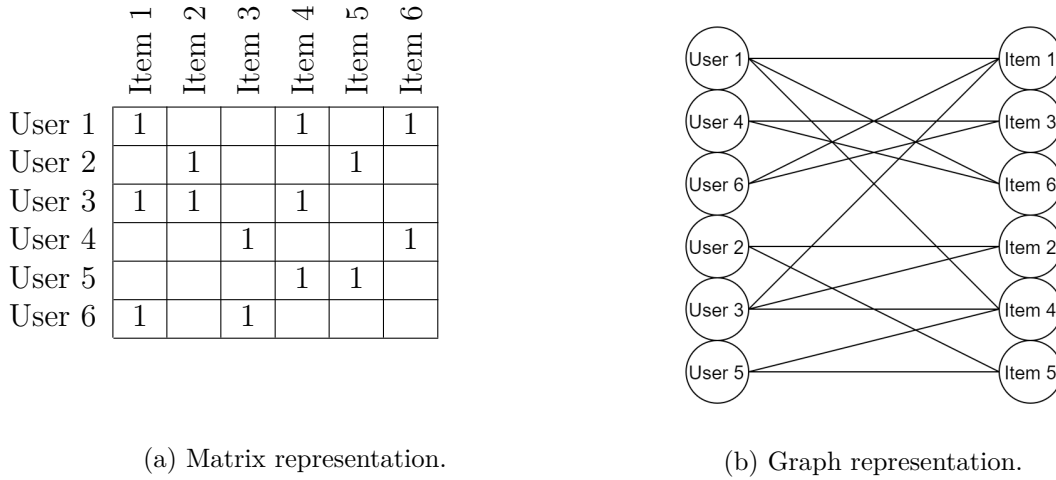 Item 1
Item 2
Item 3
Item 4
Item 5
Item 6
User 1 1 1 1
User 2 1 1
User 3 1 1 1
User 4 1 1
User 5 1 1
User 6 1 1
(a) Matrix representation.
User 1
User 4
User 6
User 2
User 3
User 5
Item 1
Item 3
Item 6
Item 2
Item 4
Item 5
(b) Graph representation.